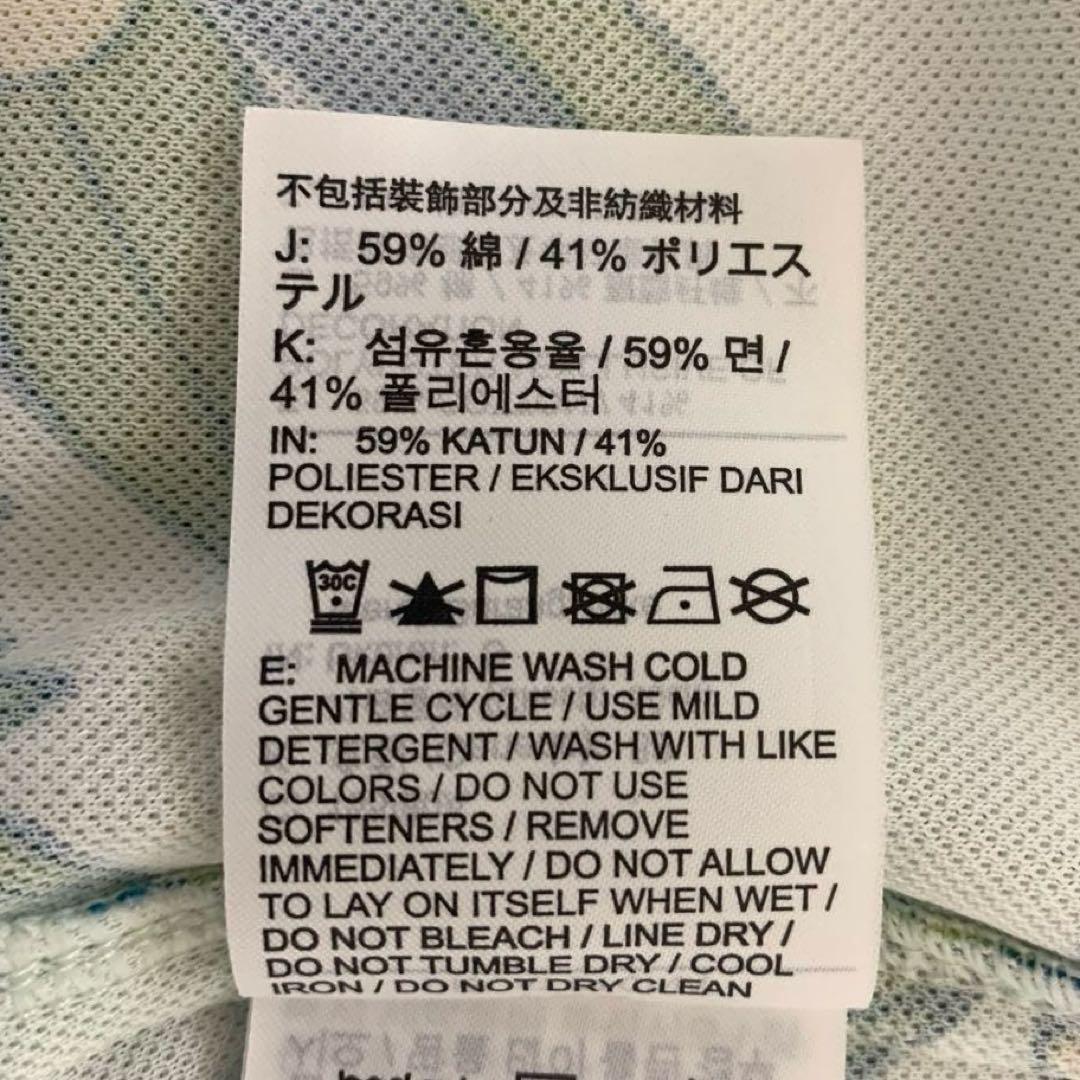 不包括裝飾部分及非紡織材料
J: 59% 綿 / 41% ポリエス
テル
K: 섬유혼용율 / 59% 면 /
41% 폴리에스터
IN: 59% KATUN / 41%
POLIESTER / EKSKLUSIF DARI
DEKORASI
30C
E: MACHINE WASH COLD
GENTLE CYCLE / USE MILD
DETERGENT / WASH WITH LIKE
COLORS / DO NOT USE
SOFTENERS / REMOVE
IMMEDIATELY / DO NOT ALLOW
TO LAY ON ITSELF WHEN WET /
DO NOT BLEACH / LINE DRY /
DO NOT TUMBLE DRY / COOL
IRON / DO NOT DRY CLEAN